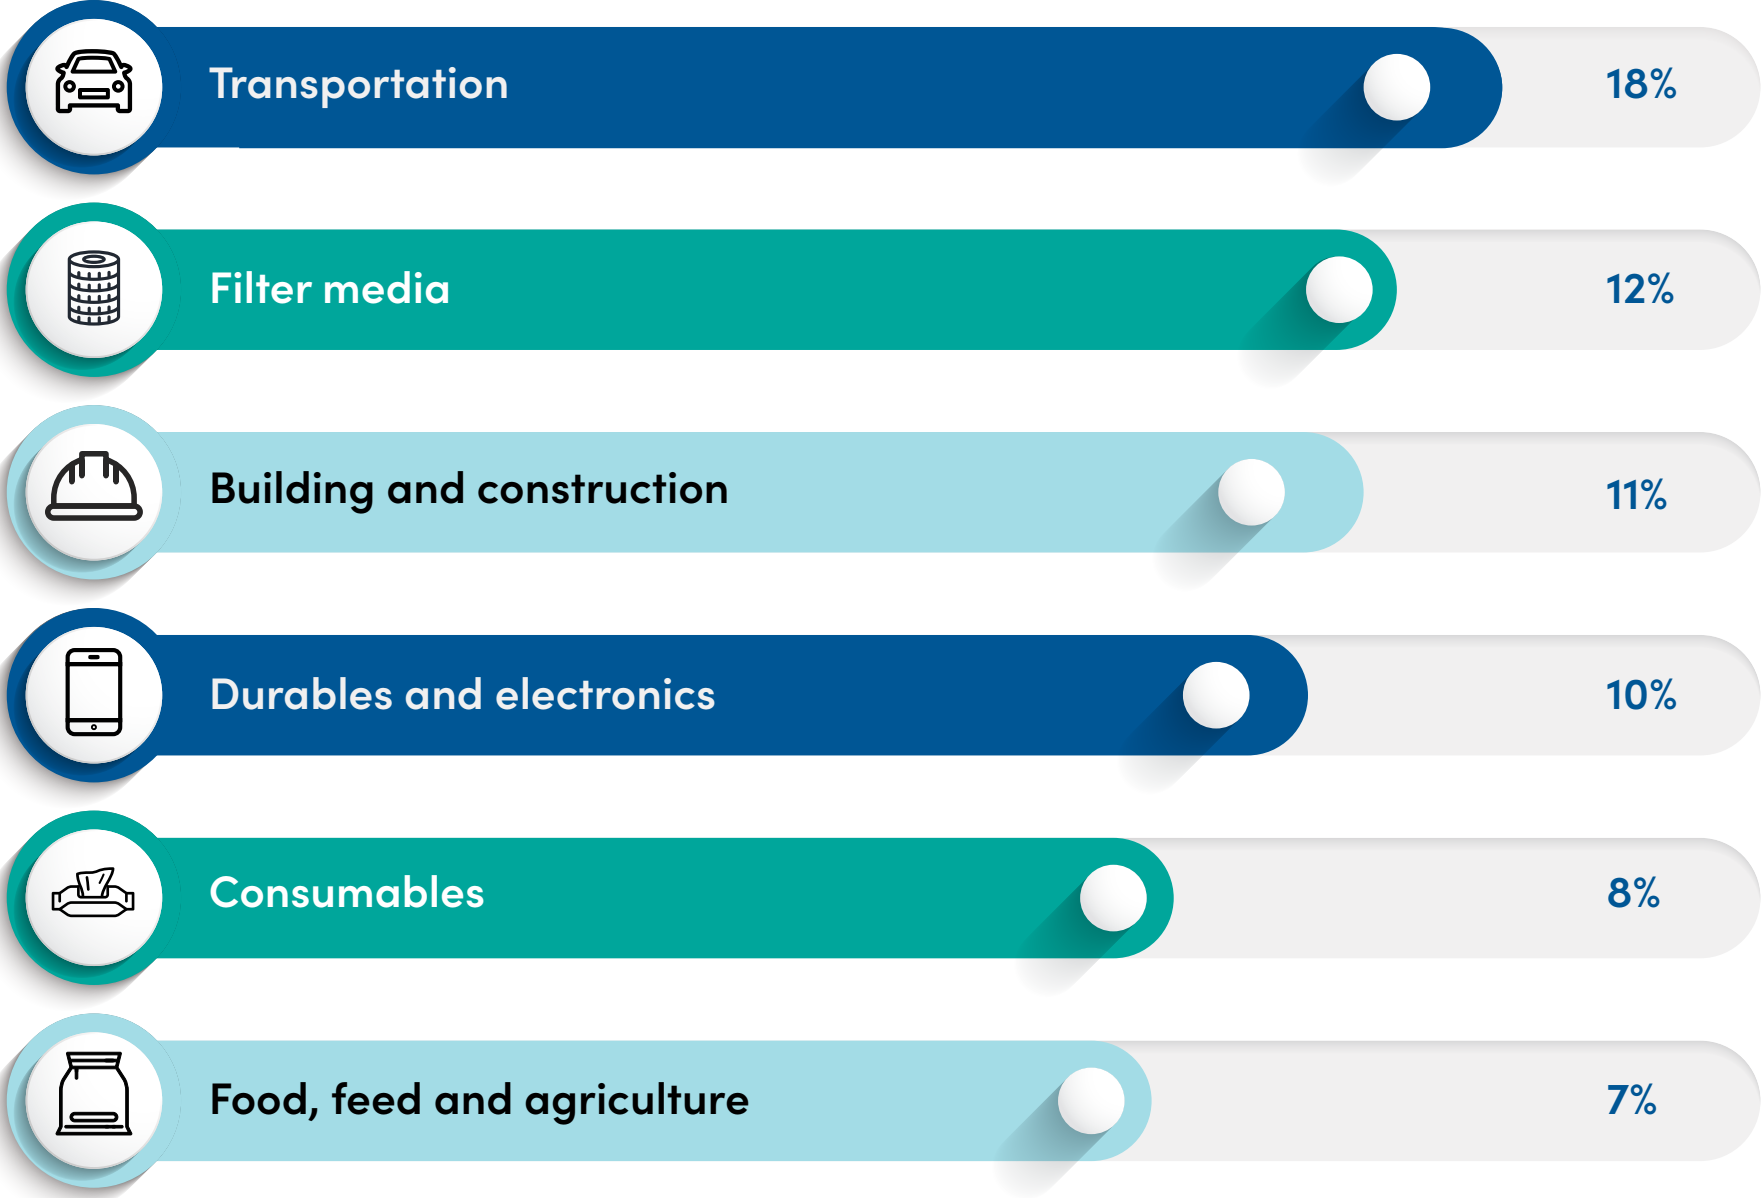 Transportation 18%
Filter media 12%
Building and construction 11%
Durables and electronics 10%
Consumables 8%
Food, feed and agriculture 7%